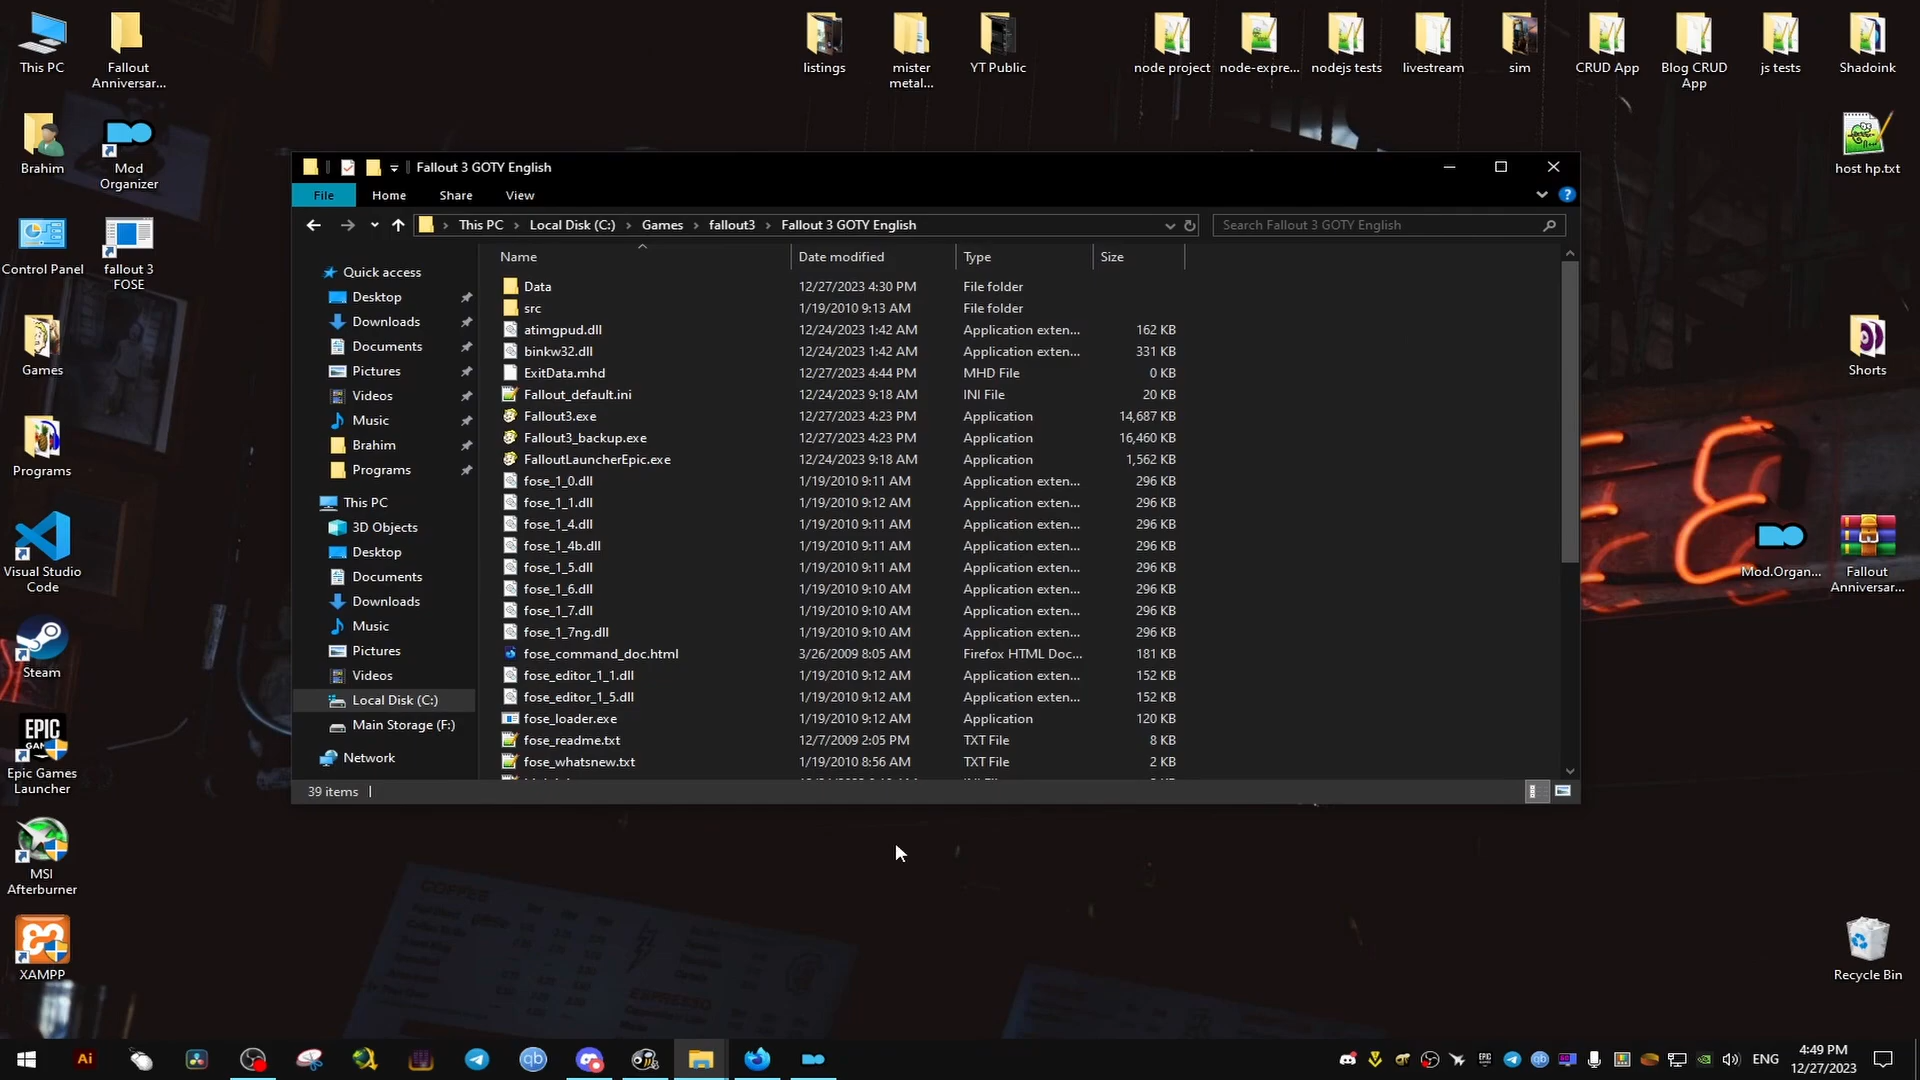 This PC
Fallout
Anniversar...
listings
mister
metal...
YT Public
node project
node-expre...
nodejs tests
livestream
sim
CRUD App
Blog CRUD
App
js tests
Shadoink
Brahim
Mod
Organizer
host hp.txt
Control Panel
fallout 3
FOSE
Games
Shorts
Programs
Visual Studio
Code
Mod.Organ...
Fallout
Anniversar...
Steam
EPIC
Epic Games
Launcher
MSI
Afterburner
XAMPP
Recycle Bin
Fallout 3 GOTY English
File Home Share View
This PC Local Disk (C:) Games fallout3 Fallout 3 GOTY English
Search Fallout 3 GOTY English
Quick access
Desktop
Downloads
Documents
Pictures
Videos
Music
Brahim
Programs
This PC
3D Objects
Desktop
Documents
Downloads
Music
Pictures
Videos
Local Disk (C:)
Main Storage (F:)
Network
Name Date modified Type Size
Data 12/27/2023 4:30 PM File folder
src 1/19/2010 9:13 AM File folder
atimgpud.dll 12/24/2023 1:42 AM Application exten... 162 KB
binkw32.dll 12/24/2023 1:42 AM Application exten... 331 KB
ExitData.mhd 12/27/2023 4:44 PM MHD File 0 KB
Fallout_default.ini 12/24/2023 9:18 AM INI File 20 KB
Fallout3.exe 12/27/2023 4:23 PM Application 14,687 KB
Fallout3_backup.exe 12/27/2023 4:23 PM Application 16,460 KB
FalloutLauncherEpic.exe 12/24/2023 9:18 AM Application 1,562 KB
fose_1_0.dll 1/19/2010 9:11 AM Application exten... 296 KB
fose_1_1.dll 1/19/2010 9:12 AM Application exten... 296 KB
fose_1_4.dll 1/19/2010 9:11 AM Application exten... 296 KB
fose_1_4b.dll 1/19/2010 9:11 AM Application exten... 296 KB
fose_1_5.dll 1/19/2010 9:11 AM Application exten... 296 KB
fose_1_6.dll 1/19/2010 9:10 AM Application exten... 296 KB
fose_1_7.dll 1/19/2010 9:10 AM Application exten... 296 KB
fose_1_7ng.dll 1/19/2010 9:10 AM Application exten... 296 KB
fose_command_doc.html 3/26/2009 8:05 AM Firefox HTML Doc... 181 KB
fose_editor_1_1.dll 1/19/2010 9:12 AM Application exten... 152 KB
fose_editor_1_5.dll 1/19/2010 9:12 AM Application exten... 152 KB
fose_loader.exe 1/19/2010 9:12 AM Application 120 KB
fose_readme.txt 12/7/2009 2:05 PM TXT File 8 KB
fose_whatsnew.txt 1/19/2010 8:56 AM TXT File 2 KB
39 items
COFFEE
ESPRESSO
Ai
qb
ENG
4:49 PM
12/27/2023